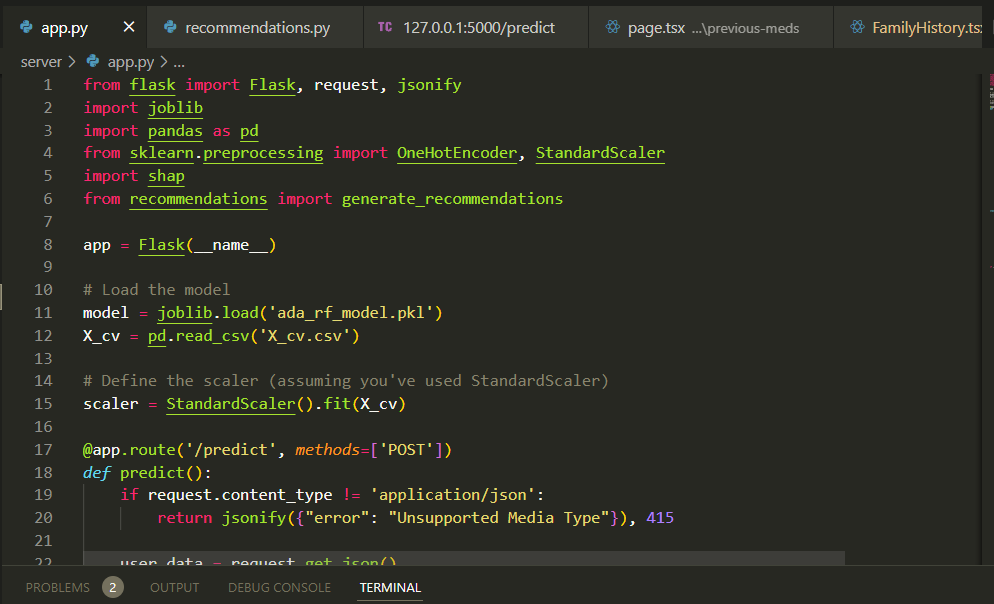 app.py
recommendations.py
TC 127.0.0.1:5000/predict
page.tsx ...\previous-meds
FamilyHistory.tsx
server > app.py > ...
1 from flask import Flask, request, jsonify
2 import joblib
3 import pandas as pd
4 from sklearn.preprocessing import OneHotEncoder, StandardScaler
5 import shap
6 from recommendations import generate_recommendations
7
8 app = Flask(__name__)
9
10 # Load the model
11 model = joblib.load('ada_rf_model.pkl')
12 X_cv = pd.read_csv('X_cv.csv')
13
14 # Define the scaler (assuming you've used StandardScaler)
15 scaler = StandardScaler().fit(X_cv)
16
17 @app.route('/predict', methods=['POST'])
18 def predict():
19 if request.content_type != 'application/json':
20 return jsonify({"error": "Unsupported Media Type"}), 415
21
22 user_data = request.get_json()
PROBLEMS 2 OUTPUT DEBUG CONSOLE TERMINAL